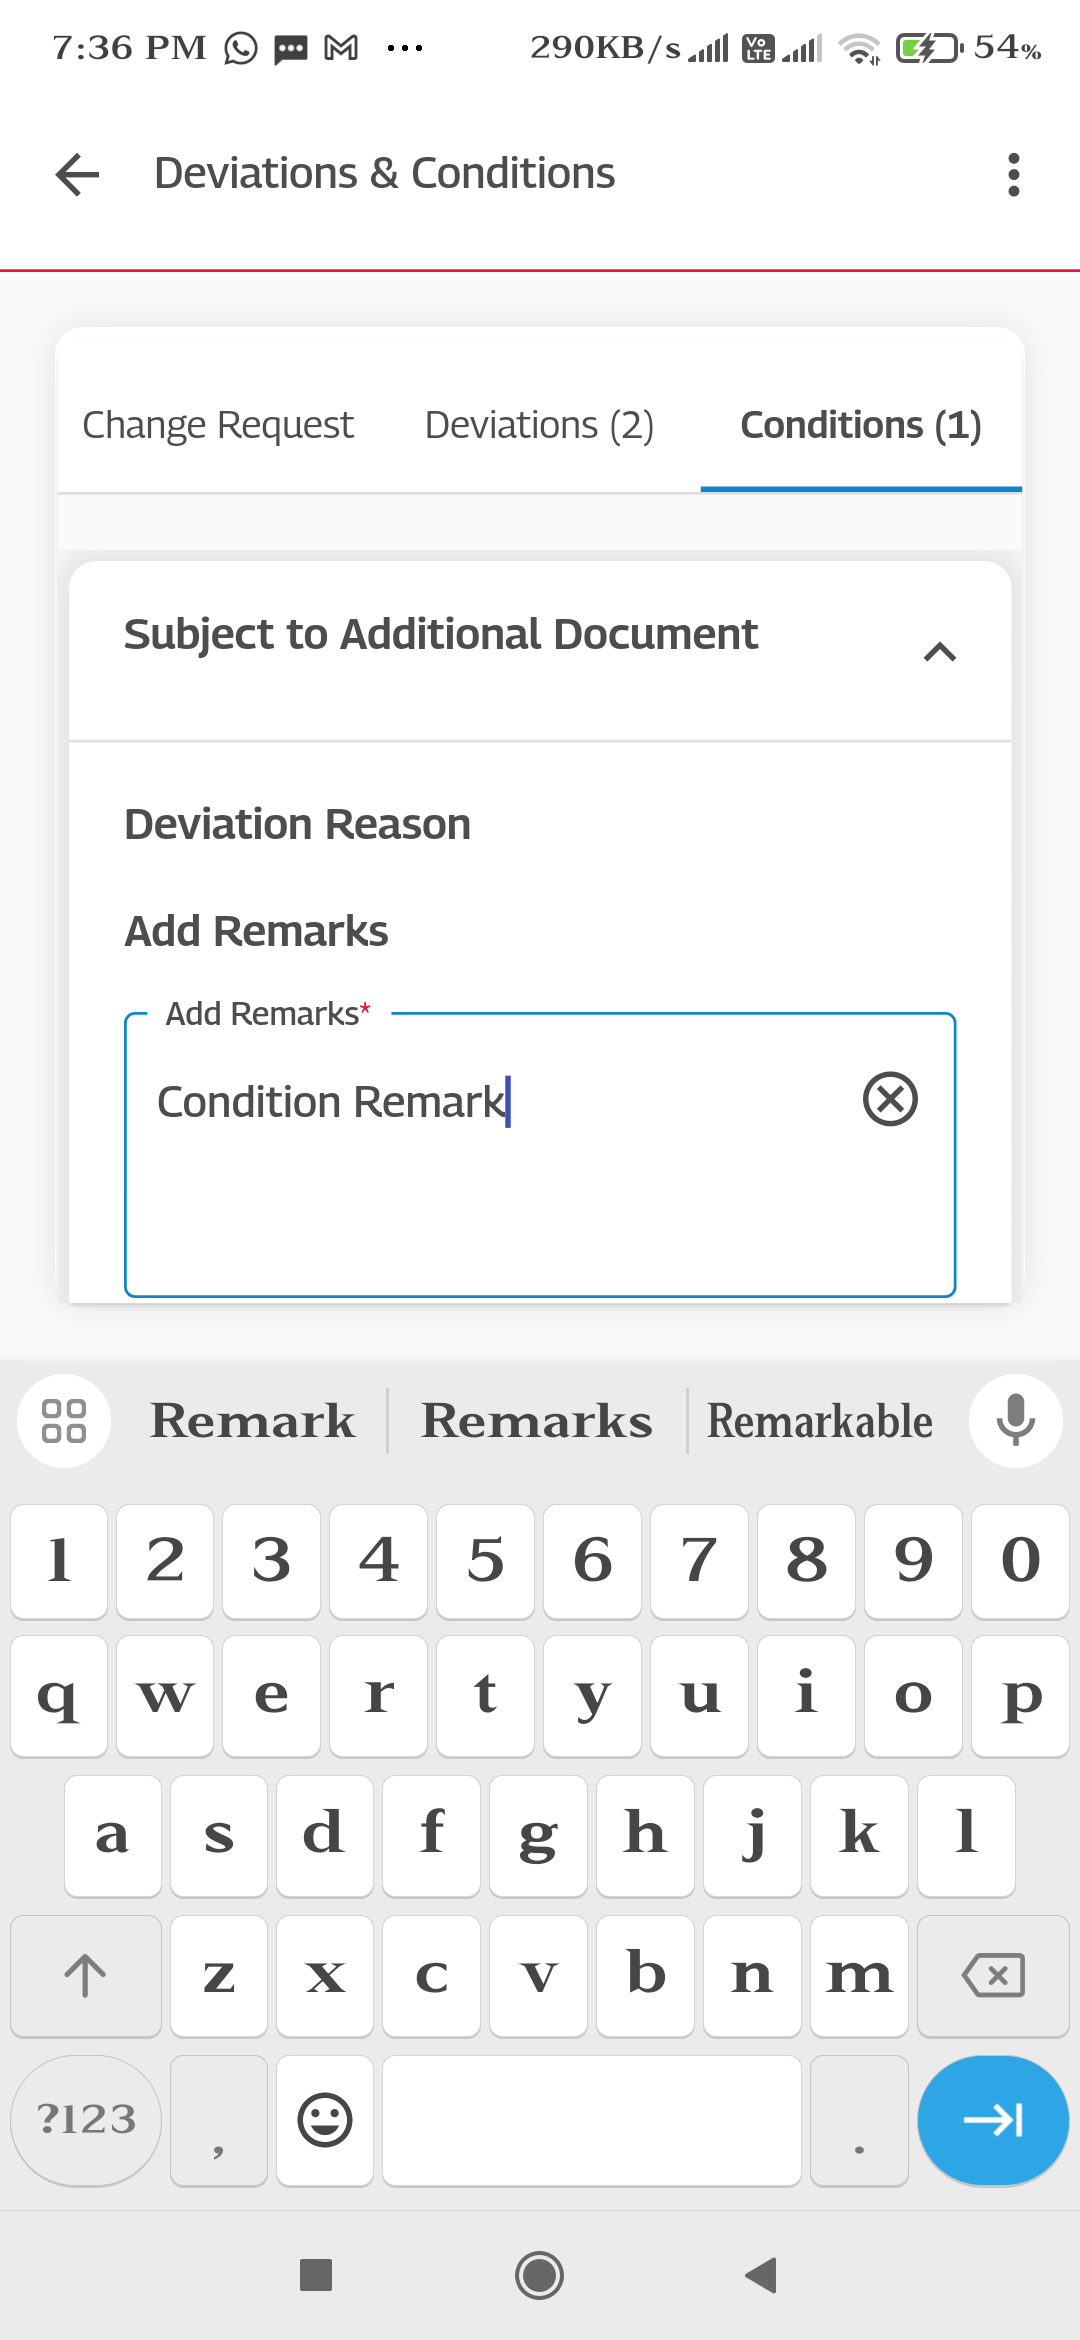 7:36 PM 290KB/s Vo LTE 54%
Deviations & Conditions
Change Request Deviations (2) Conditions (1)
Subject to Additional Document
Deviation Reason
Add Remarks
Add Remarks*
Condition Remark
Remark Remarks Remarkable
1 2 3 4 5 6 7 8 9 0
q w e r t y u i o p
a s d f g h j k l
z x c v b n m
?123 , .